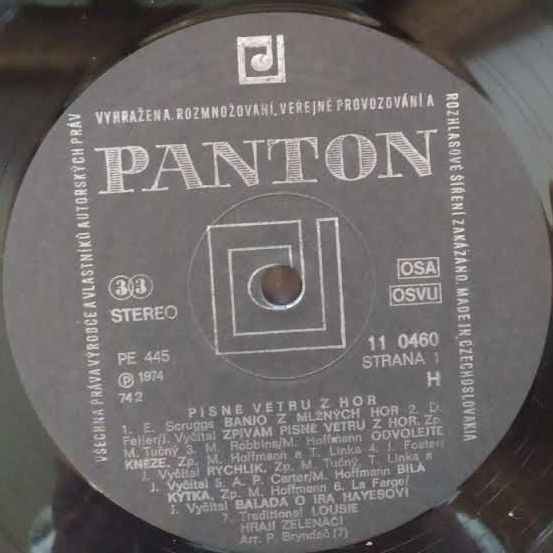 VŠECHNA PRÁVA VÝROBCE A VLASTNÍKŮ AUTORSKÝCH PRÁV
VYHRAŽENA. ROZMNOŽOVÁNÍ, VEŘEJNÉ PROVOZOVÁNÍ A
ROZHLASOVÉ ŠÍŘENÍ ZAKÁZÁNO. MADE IN CZECHOSLOVAKIA
PANTON
33
STEREO
OSA
OSVU
PE 445
Ⓟ 1974
74 2
11 0460
STRANA 1
H
PÍSNĚ VĚTRU Z HOR
1. E. Scruggs BANJO Z MLŽNÝCH HOR 2. D.
Feller/J. Vyčítal ZPÍVÁM PÍSNĚ VĚTRU Z HOR. Zp.
M. Tučný 3. M. Robbins/M. Hoffmann ODVOLEJTE
KNĚZE. Zp. M. Hoffmann a T. Linka 4. J. Foster/
J. Vyčítal RYCHLÍK. Zp. M. Tučný, T. Linka a
J. Vyčítal 5. A. P. Carter/M. Hoffmann BÍLÁ
KYTKA. Zp. M. Hoffmann 6. La Farge/
J. Vyčítal BALADA O IRA HAYESOVI
7. Traditional LOUSIE
HRAJÍ ZELENÁČI
Arr. P. Bryndač (7)